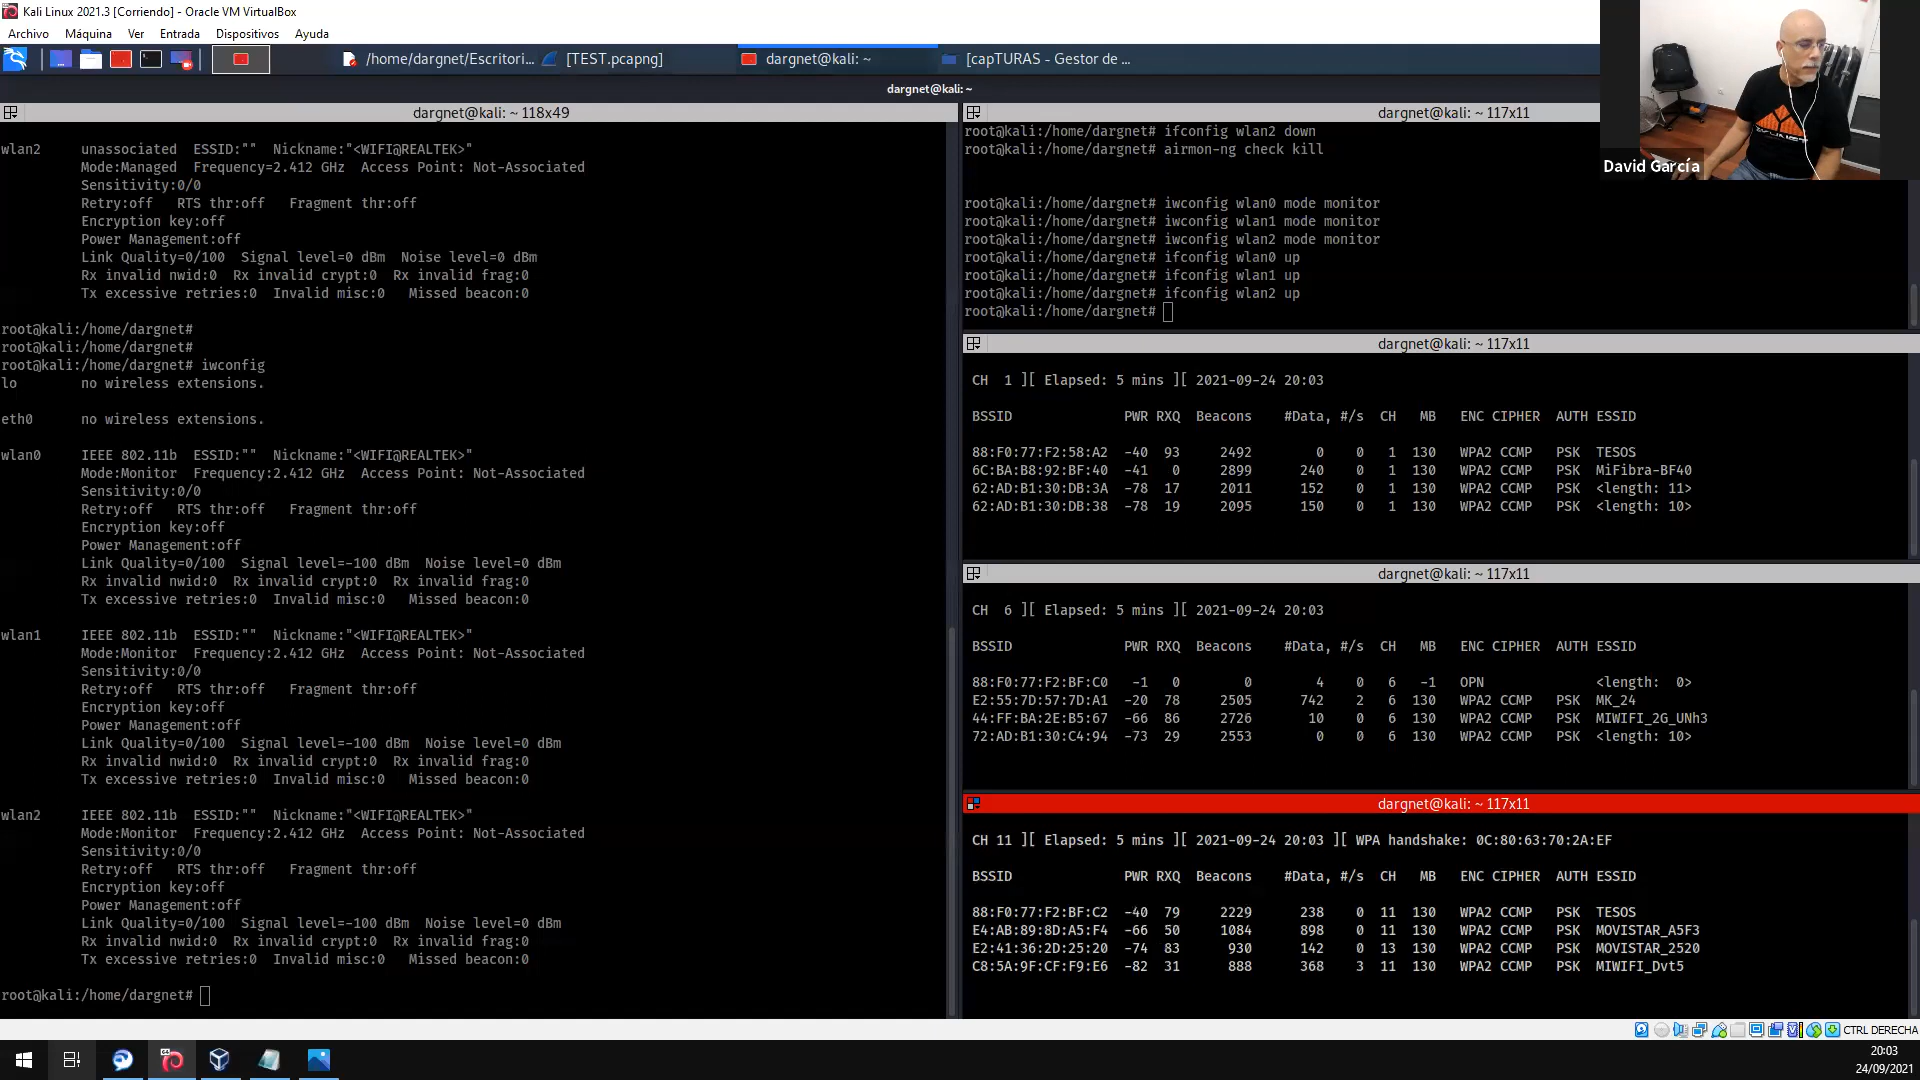 Kali Linux 2021.3 [Corriendo] - Oracle VM VirtualBox
Archivo Máquina Ver Entrada Dispositivos Ayuda
/home/dargnet/Escritori... [TEST.pcapng] dargnet@kali: ~ [capTURAS - Gestor de ...
dargnet@kali: ~
dargnet@kali: ~ 118x49
wlan2 unassociated ESSID:"" Nickname:"<WIFI@REALTEK>"
Mode:Managed Frequency=2.412 GHz Access Point: Not-Associated
Sensitivity:0/0
Retry:off RTS thr:off Fragment thr:off
Encryption key:off
Power Management:off
Link Quality=0/100 Signal level=0 dBm Noise level=0 dBm
Rx invalid nwid:0 Rx invalid crypt:0 Rx invalid frag:0
Tx excessive retries:0 Invalid misc:0 Missed beacon:0
root@kali:/home/dargnet#
root@kali:/home/dargnet#
root@kali:/home/dargnet# iwconfig
lo no wireless extensions.
eth0 no wireless extensions.
wlan0 IEEE 802.11b ESSID:"" Nickname:"<WIFI@REALTEK>"
Mode:Monitor Frequency:2.412 GHz Access Point: Not-Associated
Sensitivity:0/0
Retry:off RTS thr:off Fragment thr:off
Encryption key:off
Power Management:off
Link Quality=0/100 Signal level=-100 dBm Noise level=0 dBm
Rx invalid nwid:0 Rx invalid crypt:0 Rx invalid frag:0
Tx excessive retries:0 Invalid misc:0 Missed beacon:0
wlan1 IEEE 802.11b ESSID:"" Nickname:"<WIFI@REALTEK>"
Mode:Monitor Frequency:2.412 GHz Access Point: Not-Associated
Sensitivity:0/0
Retry:off RTS thr:off Fragment thr:off
Encryption key:off
Power Management:off
Link Quality=0/100 Signal level=-100 dBm Noise level=0 dBm
Rx invalid nwid:0 Rx invalid crypt:0 Rx invalid frag:0
Tx excessive retries:0 Invalid misc:0 Missed beacon:0
wlan2 IEEE 802.11b ESSID:"" Nickname:"<WIFI@REALTEK>"
Mode:Monitor Frequency:2.412 GHz Access Point: Not-Associated
Sensitivity:0/0
Retry:off RTS thr:off Fragment thr:off
Encryption key:off
Power Management:off
Link Quality=0/100 Signal level=-100 dBm Noise level=0 dBm
Rx invalid nwid:0 Rx invalid crypt:0 Rx invalid frag:0
Tx excessive retries:0 Invalid misc:0 Missed beacon:0
root@kali:/home/dargnet#
dargnet@kali: ~ 117x11
root@kali:/home/dargnet# ifconfig wlan2 down
root@kali:/home/dargnet# airmon-ng check kill
root@kali:/home/dargnet# iwconfig wlan0 mode monitor
root@kali:/home/dargnet# iwconfig wlan1 mode monitor
root@kali:/home/dargnet# iwconfig wlan2 mode monitor
root@kali:/home/dargnet# ifconfig wlan0 up
root@kali:/home/dargnet# ifconfig wlan1 up
root@kali:/home/dargnet# ifconfig wlan2 up
root@kali:/home/dargnet#
dargnet@kali: ~ 117x11
CH 1 ][ Elapsed: 5 mins ][ 2021-09-24 20:03
BSSID PWR RXQ Beacons #Data, #/s CH MB ENC CIPHER AUTH ESSID
88:F0:77:F2:58:A2 -40 93 2492 0 0 1 130 WPA2 CCMP PSK TESOS
6C:BA:B8:92:BF:40 -41 0 2899 240 0 1 130 WPA2 CCMP PSK MiFibra-BF40
62:AD:B1:30:DB:3A -78 17 2011 152 0 1 130 WPA2 CCMP PSK <length: 11>
62:AD:B1:30:DB:38 -78 19 2095 150 0 1 130 WPA2 CCMP PSK <length: 10>
dargnet@kali: ~ 117x11
CH 6 ][ Elapsed: 5 mins ][ 2021-09-24 20:03
BSSID PWR RXQ Beacons #Data, #/s CH MB ENC CIPHER AUTH ESSID
88:F0:77:F2:BF:C0 -1 0 0 4 0 6 -1 OPN <length: 0>
E2:55:7D:57:7D:A1 -20 78 2505 742 2 6 130 WPA2 CCMP PSK MK_24
44:FF:BA:2E:B5:67 -66 86 2726 10 0 6 130 WPA2 CCMP PSK MIWIFI_2G_UNh3
72:AD:B1:30:C4:94 -73 29 2553 0 0 6 130 WPA2 CCMP PSK <length: 10>
dargnet@kali: ~ 117x11
CH 11 ][ Elapsed: 5 mins ][ 2021-09-24 20:03 ][ WPA handshake: 0C:80:63:70:2A:EF
BSSID PWR RXQ Beacons #Data, #/s CH MB ENC CIPHER AUTH ESSID
88:F0:77:F2:BF:C2 -40 79 2229 238 0 11 130 WPA2 CCMP PSK TESOS
E4:AB:89:8D:A5:F4 -66 50 1084 898 0 11 130 WPA2 CCMP PSK MOVISTAR_A5F3
E2:41:36:2D:25:20 -74 83 930 142 0 13 130 WPA2 CCMP PSK MOVISTAR_2520
C8:5A:9F:CF:F9:E6 -82 31 888 368 3 11 130 WPA2 CCMP PSK MIWIFI_Dvt5
David García
CTRL DERECHA
20:03
24/09/2021